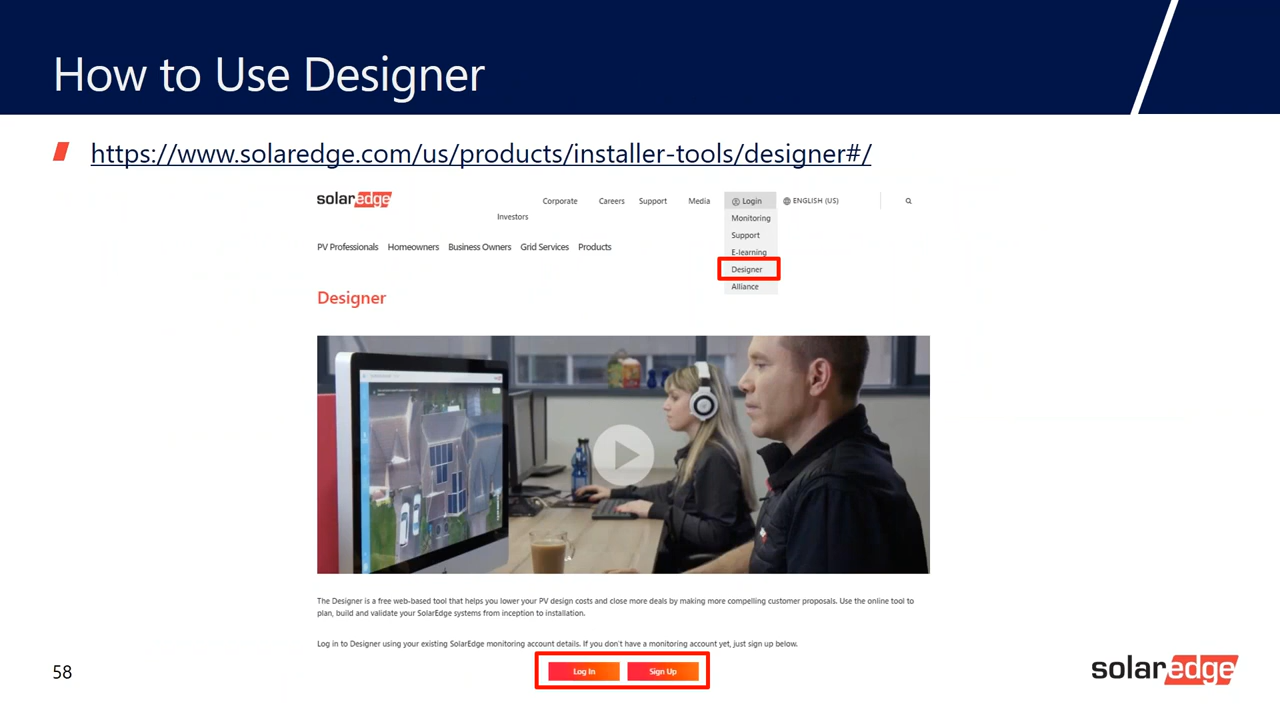 How to Use Designer
https://www.solaredge.com/us/products/installer-tools/designer#/
solaredge
Corporate Careers Support Media Login ENGLISH (US)
Investors
Monitoring
Support
E-learning
Designer
Alliance
PV Professionals Homeowners Business Owners Grid Services Products
Designer
The Designer is a free web-based tool that helps you lower your PV design costs and close more deals by making more compelling customer proposals. Use the online tool to
plan, build and validate your SolarEdge systems from inception to installation.
Log in to Designer using your existing SolarEdge monitoring account details. If you don't have a monitoring account yet, just sign up below.
Log In Sign Up
58
solaredge